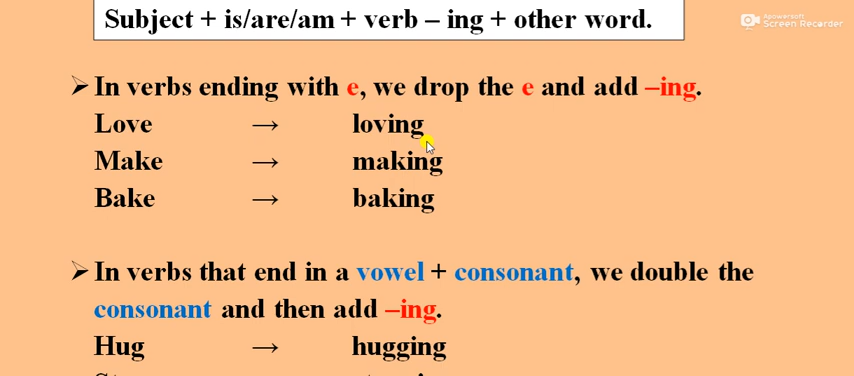 Subject + is/are/am + verb – ing + other word.
Apowersoft
Screen Recorder
➢ In verbs ending with e, we drop the e and add –ing.
Love → loving
Make → making
Bake → baking
➢ In verbs that end in a vowel + consonant, we double the
consonant and then add –ing.
Hug → hugging